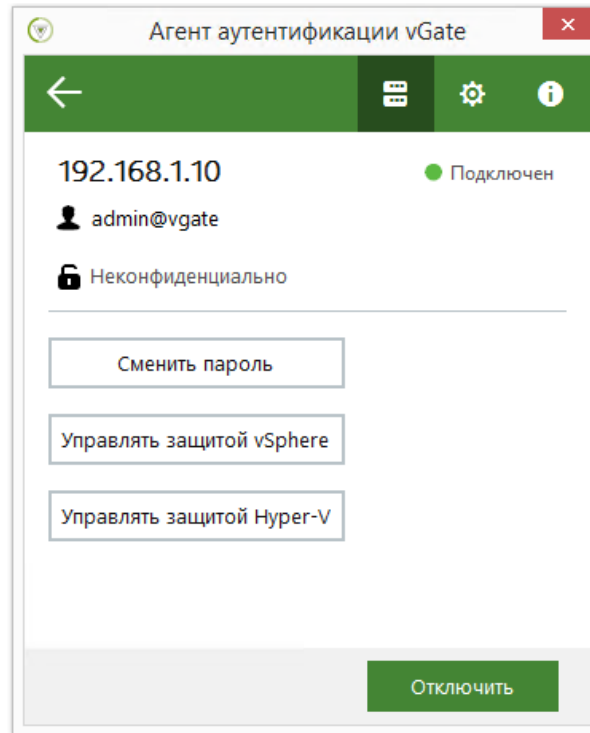 Агент аутентификации vGate
192.168.1.10
Подключен
admin@vgate
Неконфиденциально
Сменить пароль
Управлять защитой vSphere
Управлять защитой Hyper-V
Отключить